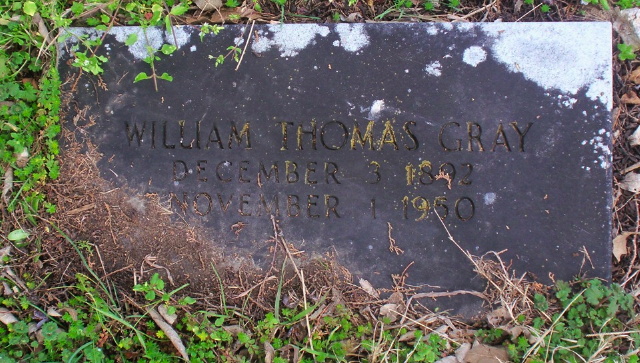 WILLIAM THOMAS GRAY
DECEMBER 3 1892
NOVEMBER 1 1950